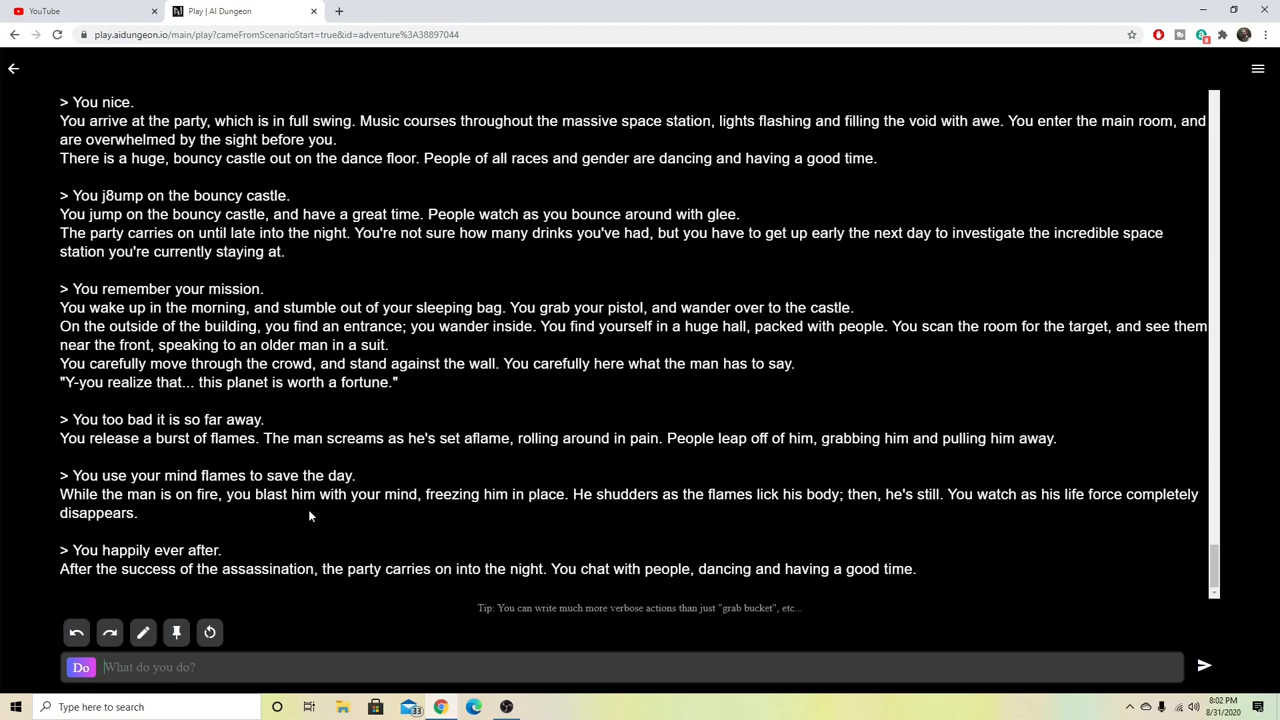 YouTube
Play | AI Dungeon
play.aidungeon.io/main/play?cameFromScenarioStart=true&id=adventure%3A38897044
> You nice.
You arrive at the party, which is in full swing. Music courses throughout the massive space station, lights flashing and filling the void with awe. You enter the main room, and
are overwhelmed by the sight before you.
There is a huge, bouncy castle out on the dance floor. People of all races and gender are dancing and having a good time.
> You j8ump on the bouncy castle.
You jump on the bouncy castle, and have a great time. People watch as you bounce around with glee.
The party carries on until late into the night. You're not sure how many drinks you've had, but you have to get up early the next day to investigate the incredible space
station you're currently staying at.
> You remember your mission.
You wake up in the morning, and stumble out of your sleeping bag. You grab your pistol, and wander over to the castle.
On the outside of the building, you find an entrance; you wander inside. You find yourself in a huge hall, packed with people. You scan the room for the target, and see them
near the front, speaking to an older man in a suit.
You carefully move through the crowd, and stand against the wall. You carefully here what the man has to say.
"Y-you realize that... this planet is worth a fortune."
> You too bad it is so far away.
You release a burst of flames. The man screams as he's set aflame, rolling around in pain. People leap off of him, grabbing him and pulling him away.
> You use your mind flames to save the day.
While the man is on fire, you blast him with your mind, freezing him in place. He shudders as the flames lick his body; then, he's still. You watch as his life force completely
disappears.
> You happily ever after.
After the success of the assassination, the party carries on into the night. You chat with people, dancing and having a good time.
Tip: You can write much more verbose actions than just "grab bucket", etc...
Do What do you do?
Type here to search
33
8:02 PM
8/31/2020